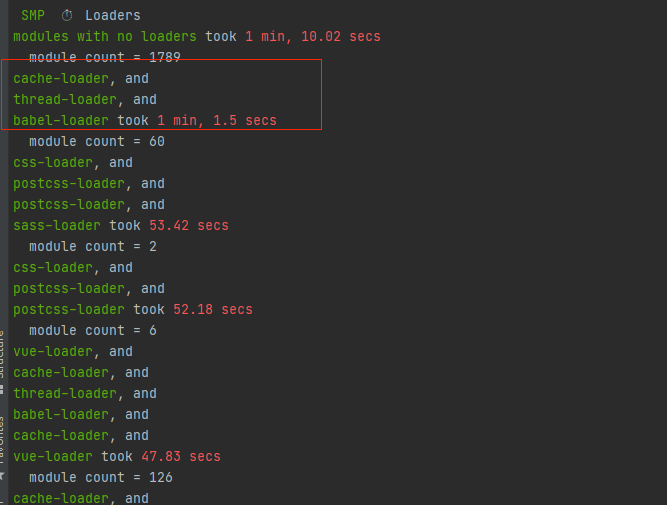 SMP ⏱ Loaders
modules with no loaders took 1 min, 10.02 secs
module count = 1789
cache-loader, and
thread-loader, and
babel-loader took 1 min, 1.5 secs
module count = 60
css-loader, and
postcss-loader, and
postcss-loader, and
sass-loader took 53.42 secs
module count = 2
css-loader, and
postcss-loader, and
postcss-loader took 52.18 secs
module count = 6
vue-loader, and
cache-loader, and
thread-loader, and
babel-loader, and
cache-loader, and
vue-loader took 47.83 secs
module count = 126
cache-loader, and
Structure